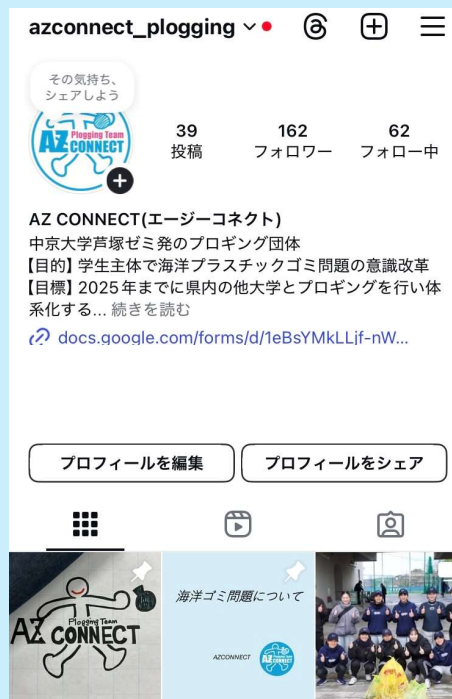 azconnect_plogging
その気持ち、
シェアしよう
Plogging Team
AZ CONNECT
39
投稿
162
フォロワー
62
フォロー中
AZ CONNECT(エージーコネクト)
中京大学芦塚ゼミ発のプロギング団体
【目的】学生主体で海洋プラスチックゴミ問題の意識改革
【目標】2025年までに県内の他大学とプロギングを行い体
系化する... 続きを読む
docs.google.com/forms/d/1eBsYMkLLjf-nW...
プロフィールを編集
プロフィールをシェア
Plogging Team
AZ CONNECT
海洋ゴミ問題について
AZCONNECT
AZ CONNECT